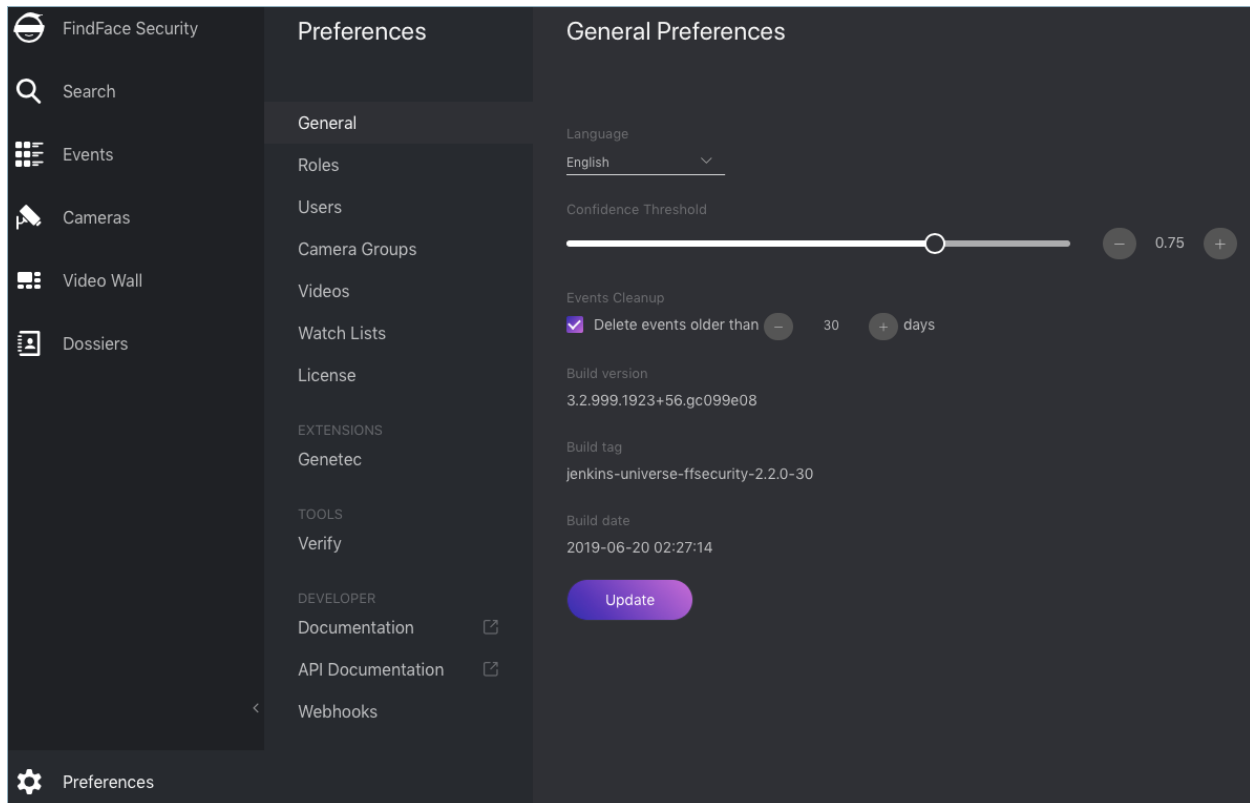 FindFace Security
Search
Events
Cameras
Video Wall
Dossiers
Preferences
Preferences
General
Roles
Users
Camera Groups
Videos
Watch Lists
License
EXTENSIONS
Genetec
TOOLS
Verify
DEVELOPER
Documentation
API Documentation
Webhooks
General Preferences
Language
English
Confidence Threshold
0.75
Events Cleanup
Delete events older than 30 days
Build version
3.2.999.1923+56.gc099e08
Build tag
jenkins-universe-ffsecurity-2.2.0-30
Build date
2019-06-20 02:27:14
Update